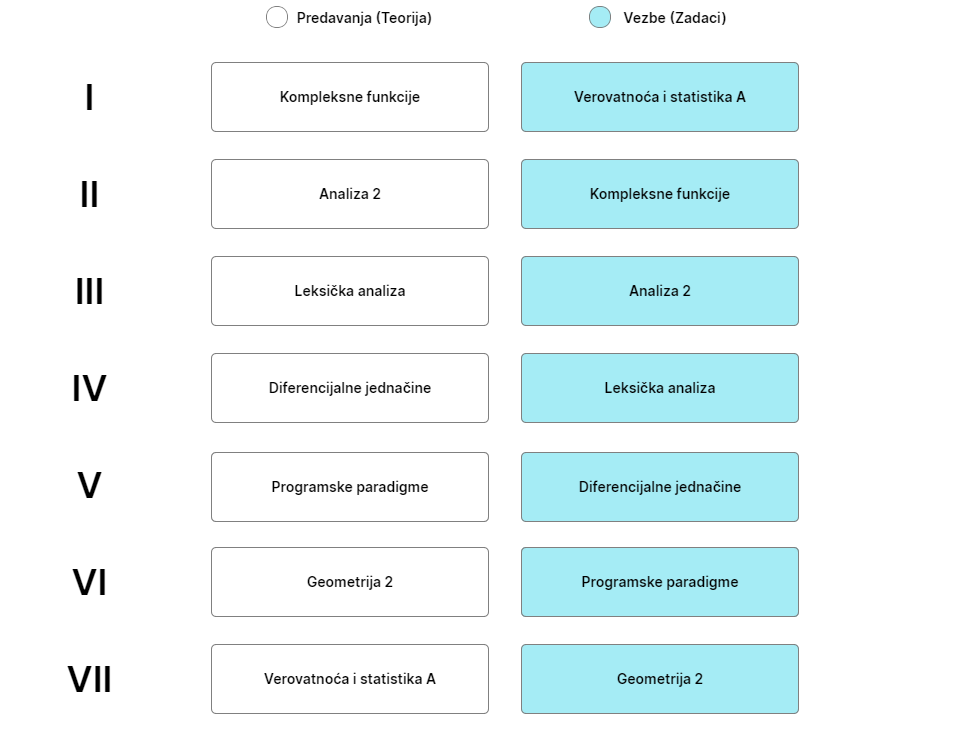 Predavanja (Teorija)
Vezbe (Zadaci)
I
Kompleksne funkcije
Verovatnoća i statistika A
II
Analiza 2
Kompleksne funkcije
III
Leksička analiza
Analiza 2
IV
Diferencijalne jednačine
Leksička analiza
V
Programske paradigme
Diferencijalne jednačine
VI
Geometrija 2
Programske paradigme
VII
Verovatnoća i statistika A
Geometrija 2